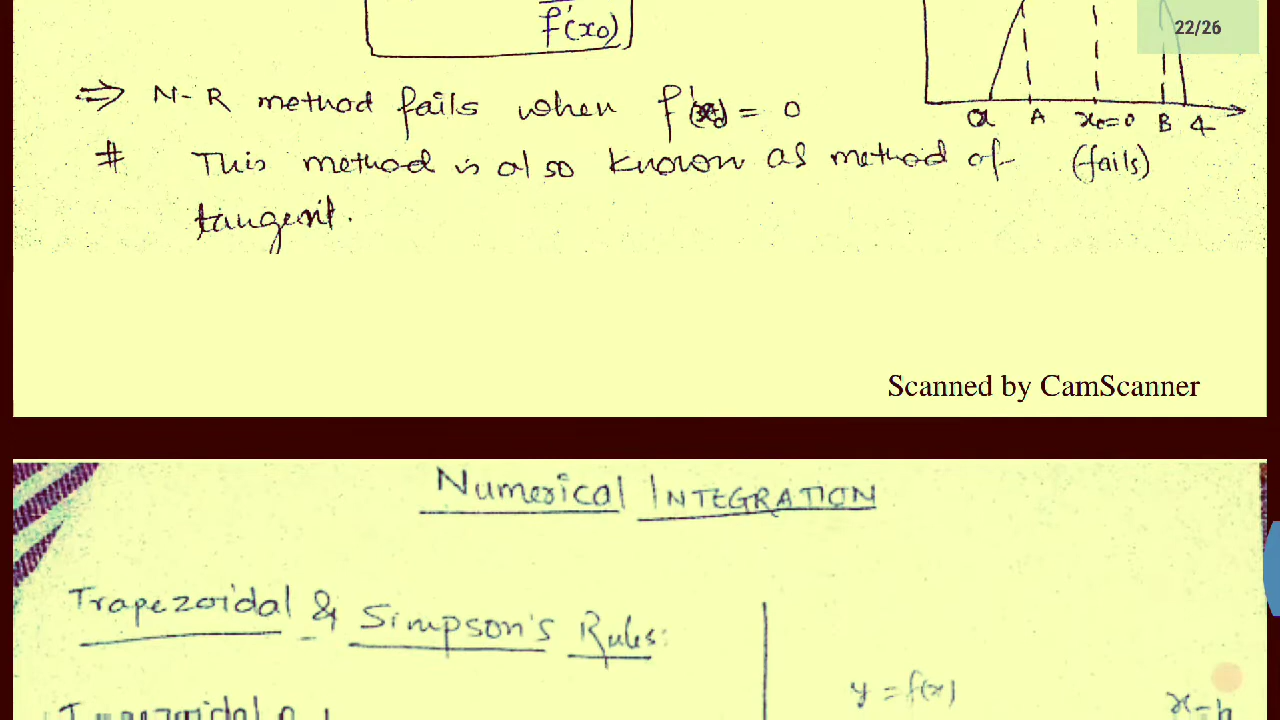 f'(x₀)
22/26
⇒ N-R method fails when f'(x₀) = 0
α A x₀=0 B 4
# This method is also known as method of (fails)
tangent.
Scanned by CamScanner
Numerical INTEGRATION
Trapezoidal & Simpson's Rules:
y = f(x)
Trapezoidal